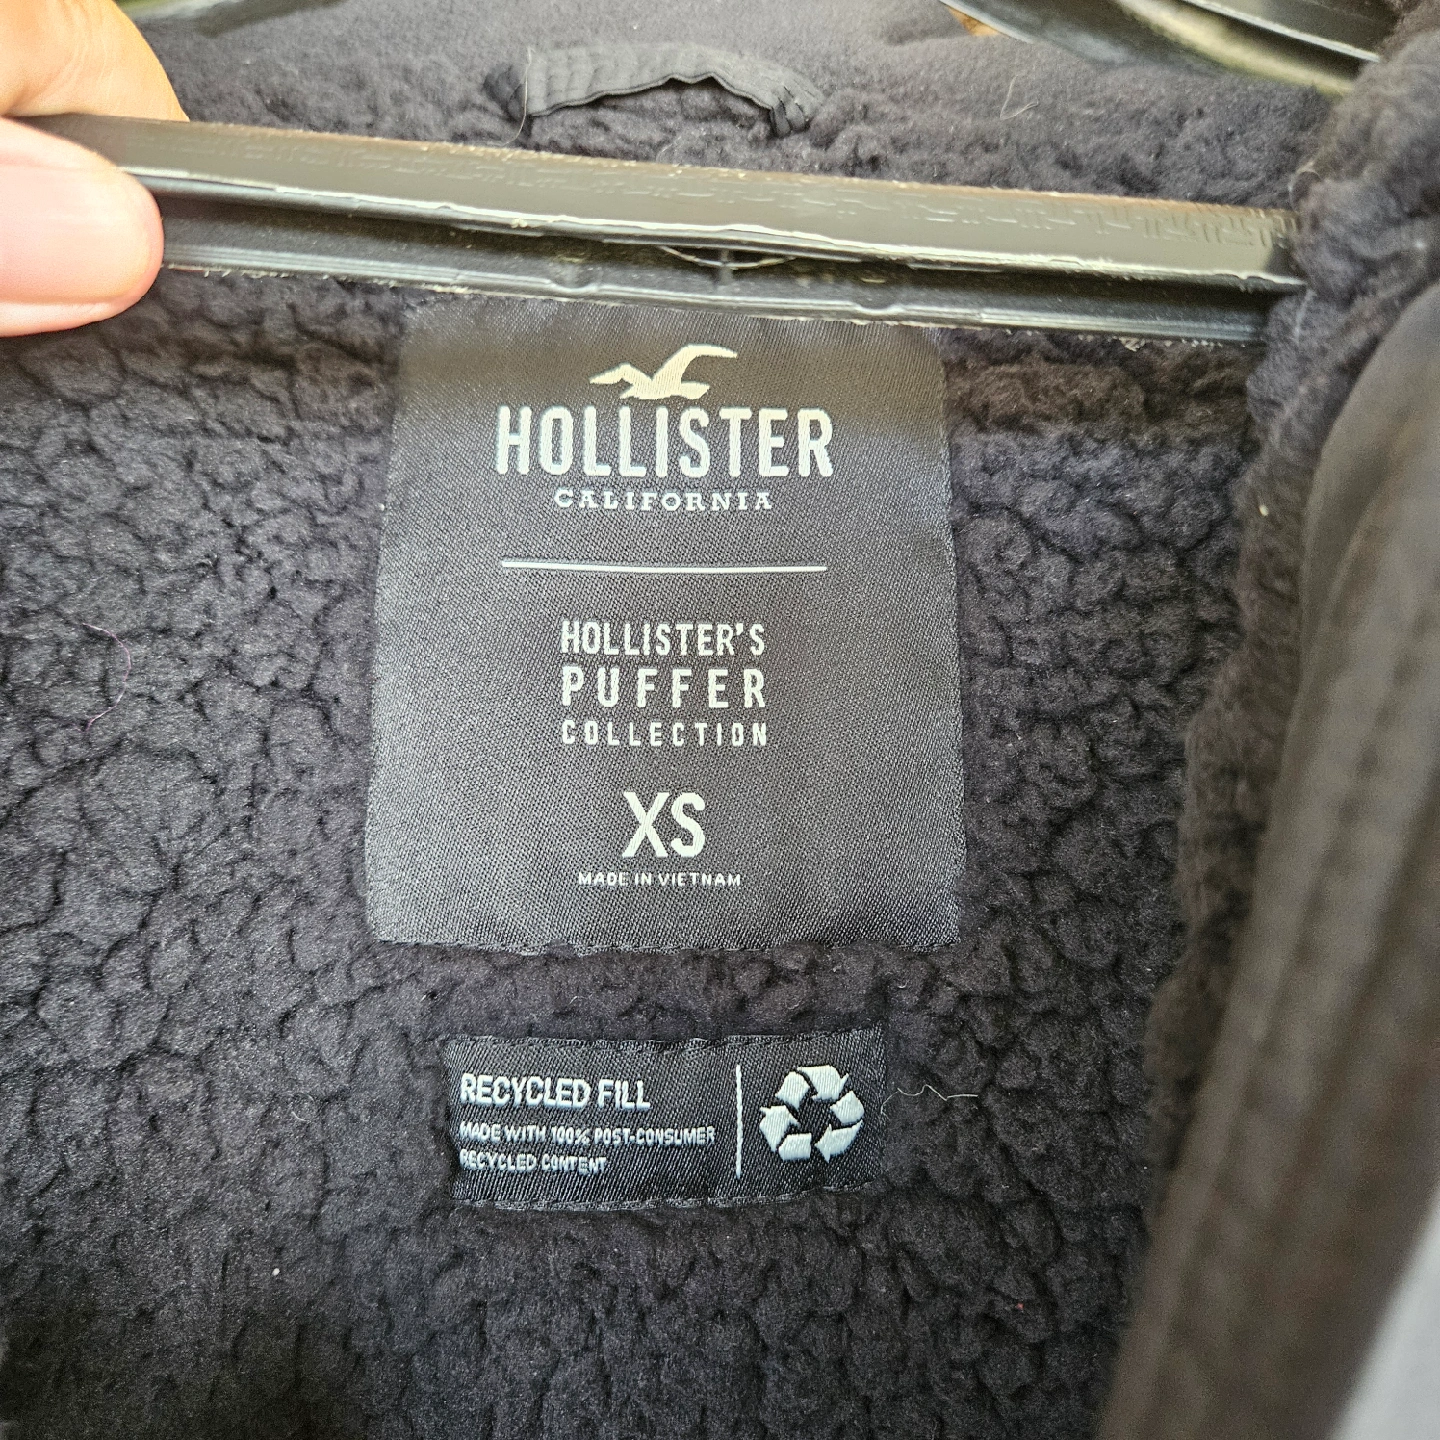 HOLLISTER
CALIFORNIA
HOLLISTER'S
PUFFER
COLLECTION
XS
MADE IN VIETNAM
RECYCLED FILL
MADE WITH 100% POST-CONSUMER
RECYCLED CONTENT